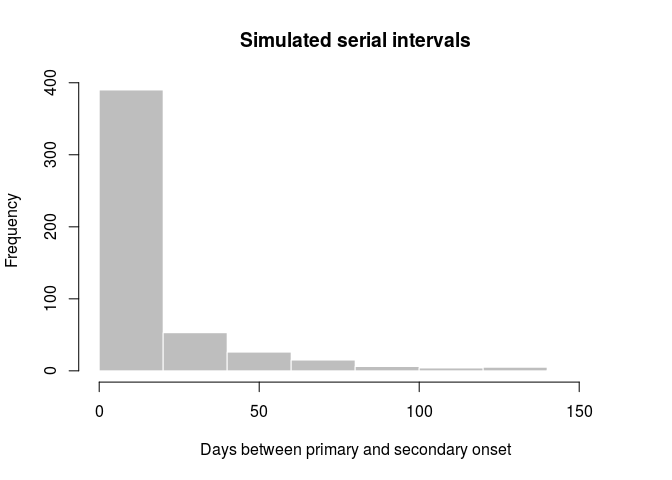 Simulated serial intervals
Frequency
400
300
200
100
0
0 50 100 150
Days between primary and secondary onset